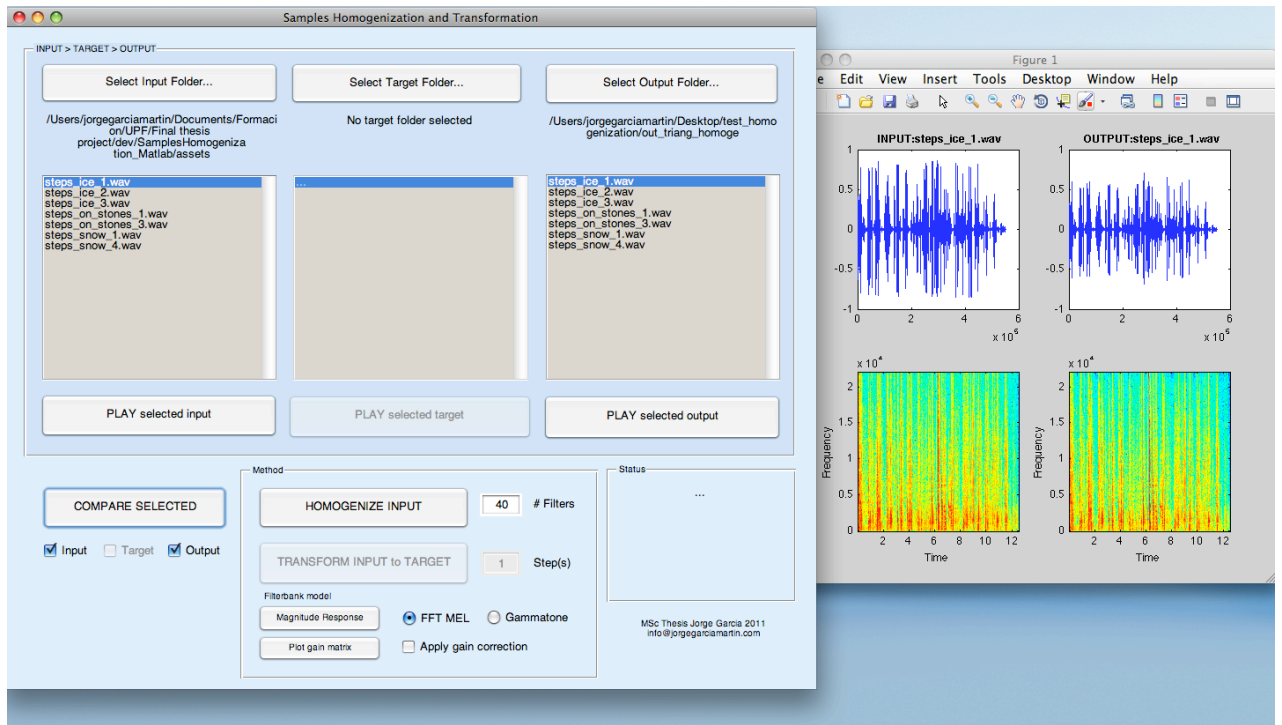 Samples Homogenization and Transformation
INPUT > TARGET > OUTPUT
Select Input Folder...
Select Target Folder...
Select Output Folder...
/Users/jorgegarciamartin/Documents/Formaci
on/UPF/Final thesis
project/dev/SamplesHomogeniza
tion_Matlab/assets
No target folder selected
/Users/jorgegarciamartin/Desktop/test_homo
genization/out_triang_homoge
steps_ice_1.wav
steps_ice_2.wav
steps_ice_3.wav
steps_on_stones_1.wav
steps_on_stones_3.wav
steps_snow_1.wav
steps_snow_4.wav
...
steps_ice_1.wav
steps_ice_2.wav
steps_ice_3.wav
steps_on_stones_1.wav
steps_on_stones_3.wav
steps_snow_1.wav
steps_snow_4.wav
PLAY selected input
PLAY selected target
PLAY selected output
COMPARE SELECTED
Input
Target
Output
Method
HOMOGENIZE INPUT
40
# Filters
TRANSFORM INPUT to TARGET
1
Step(s)
Filterbank model
Magnitude Response
FFT MEL
Gammatone
Plot gain matrix
Apply gain correction
Status
...
MSc Thesis Jorge Garcia 2011
info@jorgegarciamartin.com
Figure 1
e Edit View Insert Tools Desktop Window Help
INPUT:steps_ice_1.wav
1
0.5
0
-0.5
-1
0 2 4 6
x 10^5
OUTPUT:steps_ice_1.wav
1
0.5
0
-0.5
-1
0 2 4 6
x 10^5
x 10^4
2
1.5
1
0.5
0
Frequency
2 4 6 8 10 12
Time
x 10^4
2
1.5
1
0.5
0
Frequency
2 4 6 8 10 12
Time